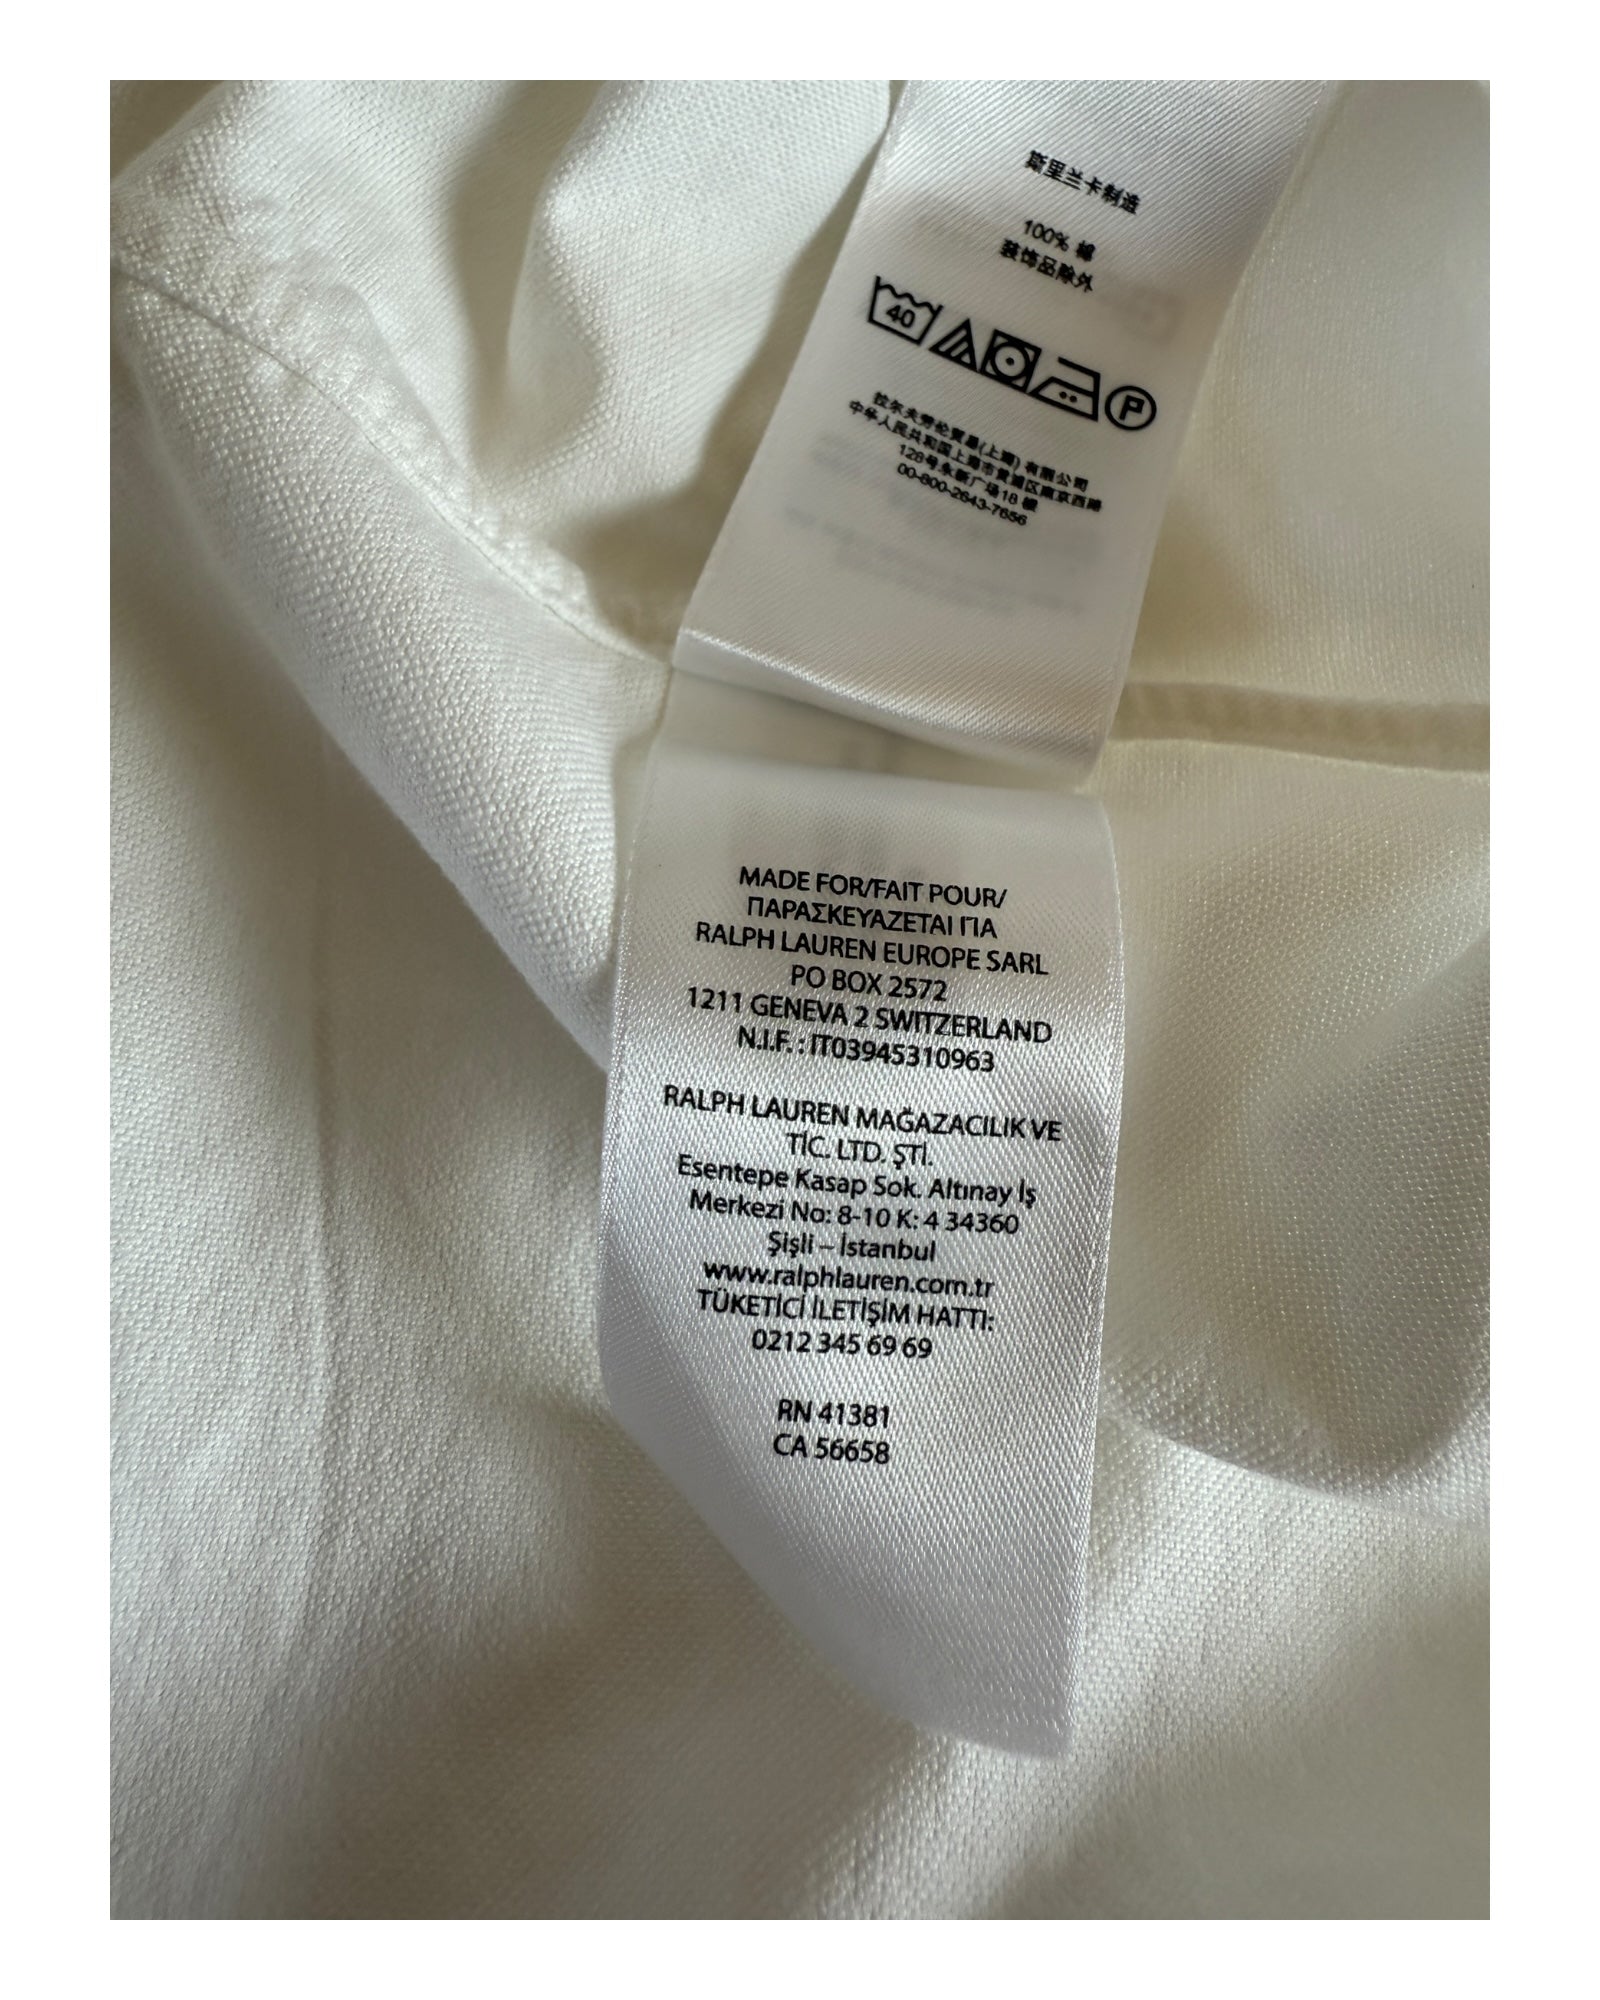 斯里兰卡制造
100% 棉
装饰品除外
40
P
拉尔夫劳伦贸易(上海) 有限公司
中华人民共和国上海市黄浦区南京西路
128号永新广场18 楼
00-800-2643-7656
MADE FOR/FAIT POUR/
ΠΑΡΑΣΚΕΥΑΖΕΤΑΙ ΓΙΑ
RALPH LAUREN EUROPE SARL
PO BOX 2572
1211 GENEVA 2 SWITZERLAND
N.I.F. : IT03945310963
RALPH LAUREN MAĞAZACILIK VE
TİC. LTD. ŞTİ.
Esentepe Kasap Sok. Altınay İş
Merkezi No: 8-10 K: 4 34360
Şişli – İstanbul
www.ralphlauren.com.tr
TÜKETİCİ İLETİŞİM HATTI:
0212 345 69 69
RN 41381
CA 56658